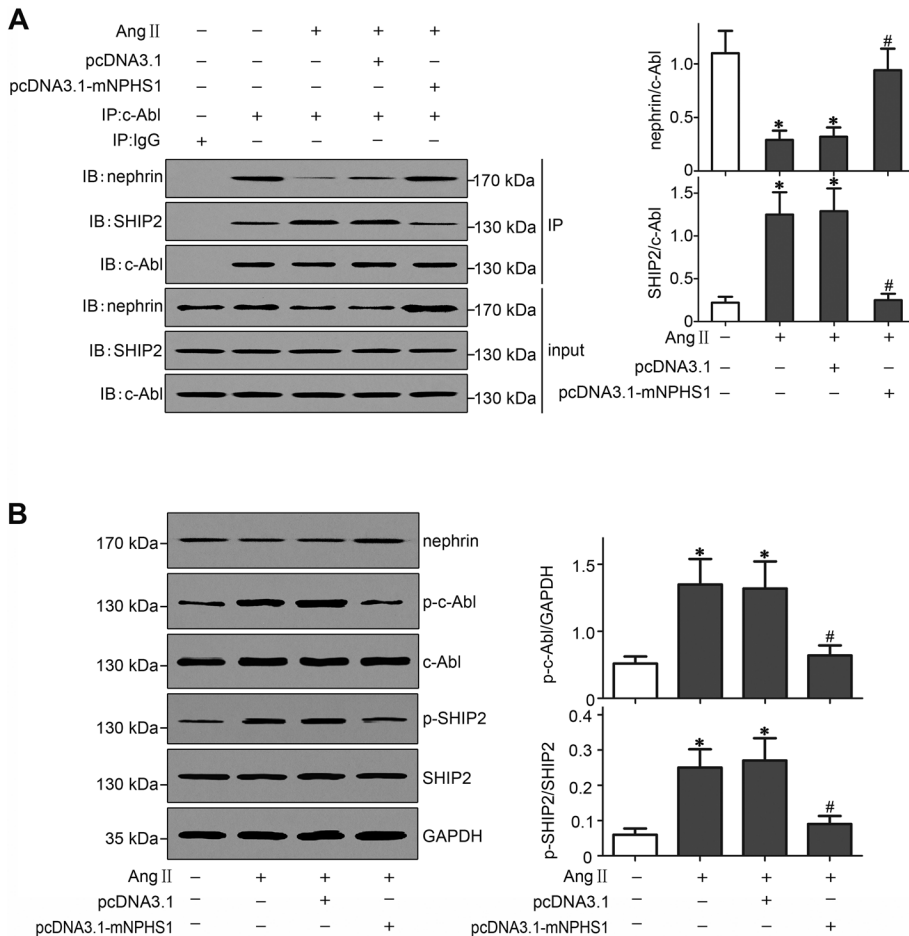 A
Ang Ⅱ − − + + +
pcDNA3.1 − − − + −
pcDNA3.1-mNPHS1 − − − − +
IP:c-Abl − + + + +
IP:IgG + − − − −
IB:nephrin 170 kDa
IB:SHIP2 130 kDa
IB:c-Abl 130 kDa
IP
IB:nephrin 170 kDa
IB:SHIP2 130 kDa
IB:c-Abl 130 kDa
input
nephrin/c-Abl
1.0
0.5
0
* * #
SHIP2/c-Abl
1.5
1.0
0.5
0
* * #
Ang Ⅱ − + + +
pcDNA3.1 − − + −
pcDNA3.1-mNPHS1 − − − +
B
170 kDa nephrin
130 kDa p-c-Abl
130 kDa c-Abl
130 kDa p-SHIP2
130 kDa SHIP2
35 kDa GAPDH
Ang Ⅱ − + + +
pcDNA3.1 − − + −
pcDNA3.1-mNPHS1 − − − +
p-c-Abl/GAPDH
1.5
1.0
0
* * #
p-SHIP2/SHIP2
0.4
0.3
0.2
0.1
0
* * #
Ang Ⅱ − + + +
pcDNA3.1 − − + −
pcDNA3.1-mNPHS1 − − − +